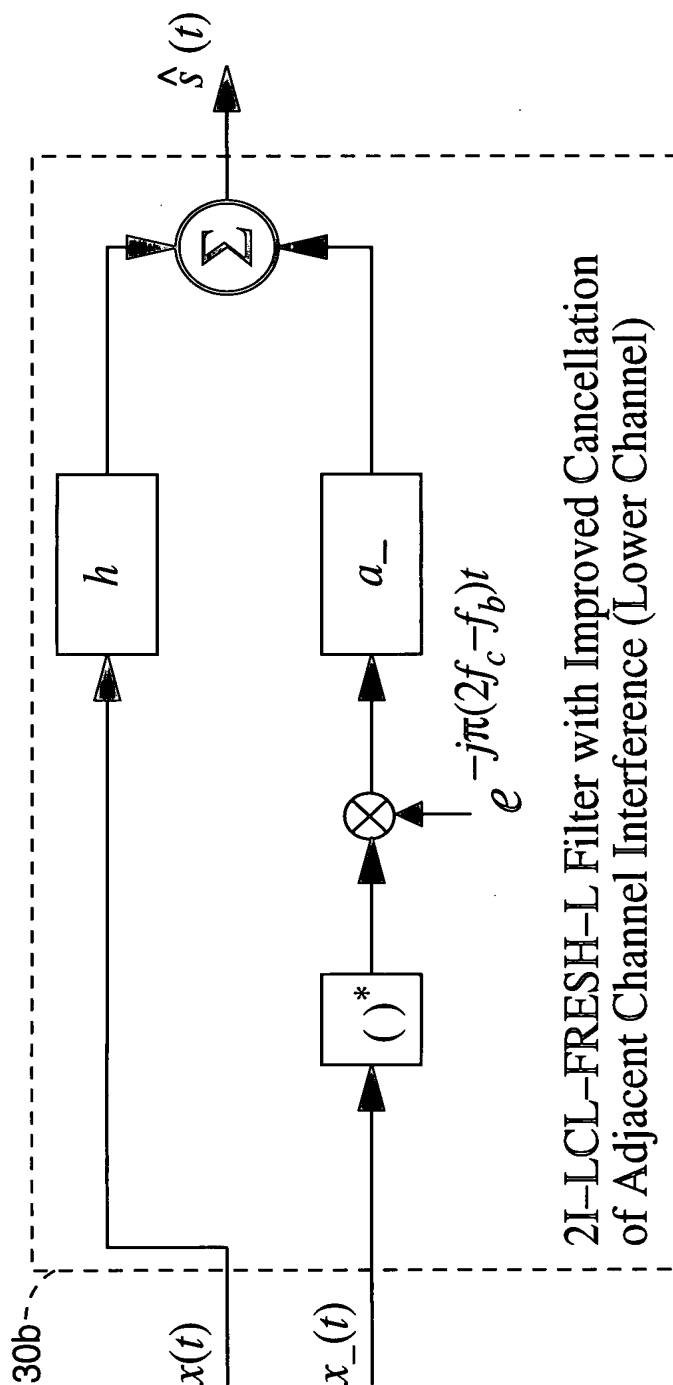 30b
x(t)
h
Σ
ŝ (t)
x_(t)
( )*
e^{-jπ(2f_c-f_b)t}
a_
2I-LCL-FRESH-L Filter with Improved Cancellation
of Adjacent Channel Interference (Lower Channel)